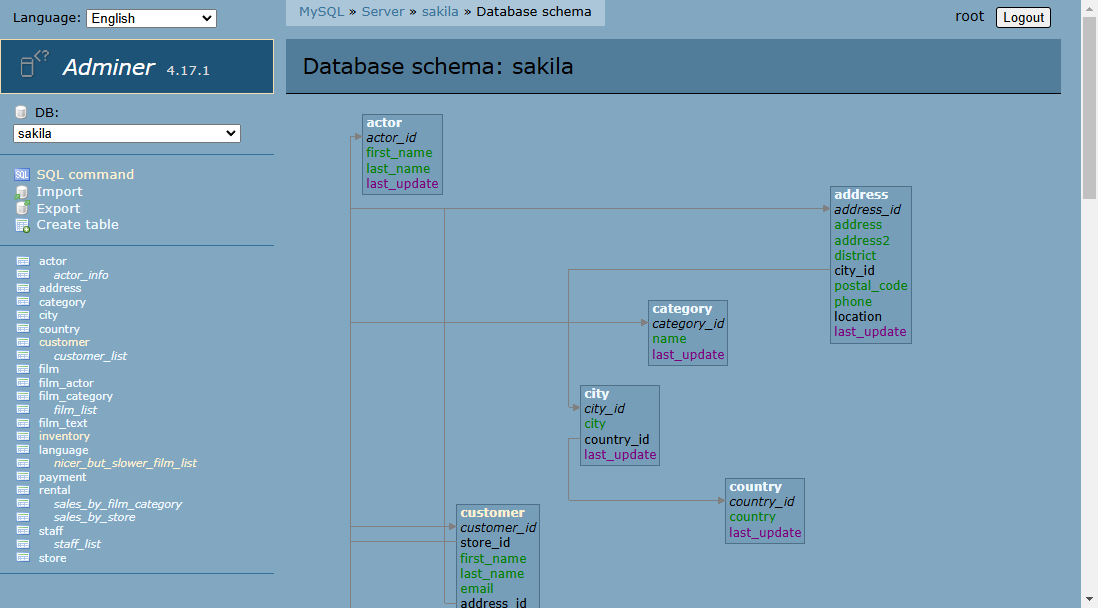 Language: English
MySQL » Server » sakila » Database schema
root Logout
Adminer 4.17.1
Database schema: sakila
DB:
sakila
SQL command
Import
Export
Create table
actor
actor_info
address
category
city
country
customer
customer_list
film
film_actor
film_category
film_list
film_text
inventory
language
nicer_but_slower_film_list
payment
rental
sales_by_film_category
sales_by_store
staff
staff_list
store
actor
actor_id
first_name
last_name
last_update
address
address_id
address
address2
district
city_id
postal_code
phone
location
last_update
category
category_id
name
last_update
city
city_id
city
country_id
last_update
country
country_id
country
last_update
customer
customer_id
store_id
first_name
last_name
email
address_id